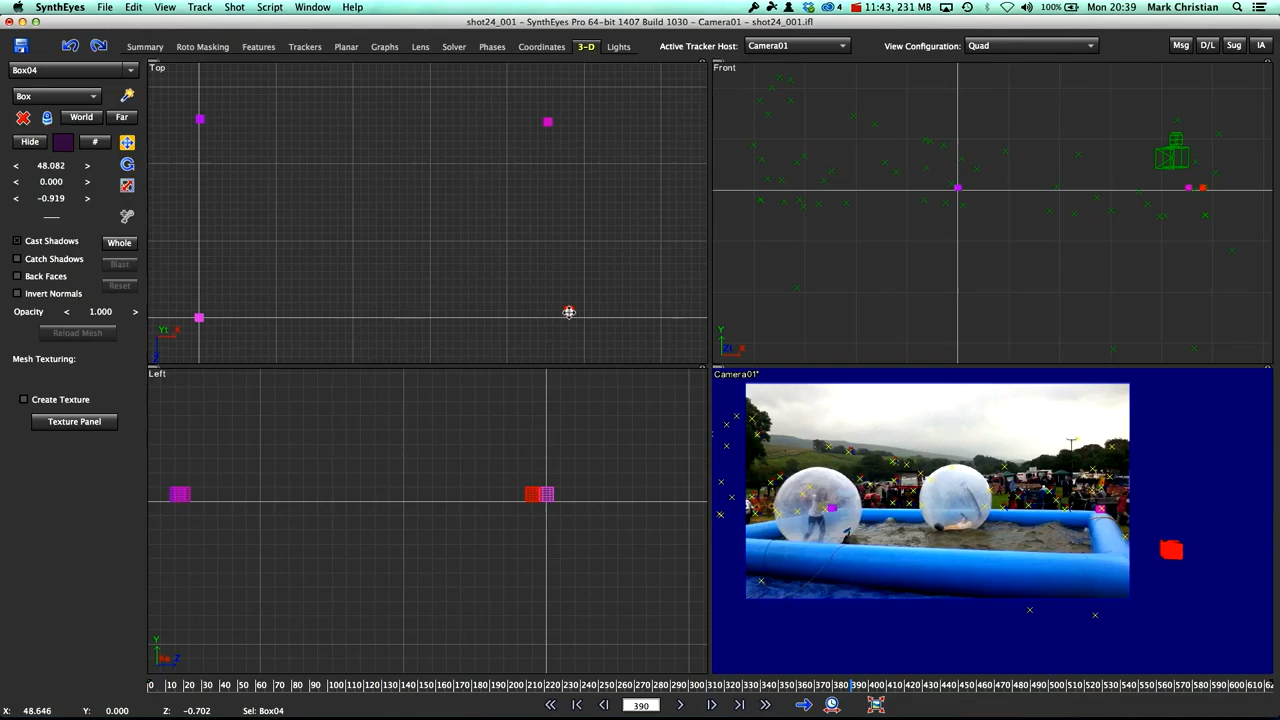 SynthEyes File Edit View Track Shot Script Window Help 4 11:43, 231 MB 100% Mon 20:39 Mark Christian
shot24_001 - SynthEyes Pro 64-bit 1407 Build 1030 - Camera01 - shot24_001.ifl
Summary Roto Masking Features Trackers Planar Graphs Lens Solver Phases Coordinates 3-D Lights Active Tracker Host: Camera01 View Configuration: Quad Msg D/L Sug IA
Box04
Box
World Far
Hide #
< 48.082 >
< 0.000 >
< -0.919 >
Cast Shadows Whole
Catch Shadows Blast
Back Faces Reset
Invert Normals
Opacity < 1.000 >
Reload Mesh
Mesh Texturing:
Create Texture
Texture Panel
Top
Yt X
Z
Front
Y
Zt X
Left
Y
Z
Camera01*
0 10 20 30 40 50 60 70 80 90 100 110 120 130 140 150 160 170 180 190 200 210 220 230 240 250 260 270 280 290 300 310 320 330 340 350 360 370 380 390 400 410 420 430 440 450 460 470 480 490 500 510 520 530 540 550 560 570 580 590 600 610
X: 48.646 Y: 0.000 Z: -0.702 Sel: Box04 390